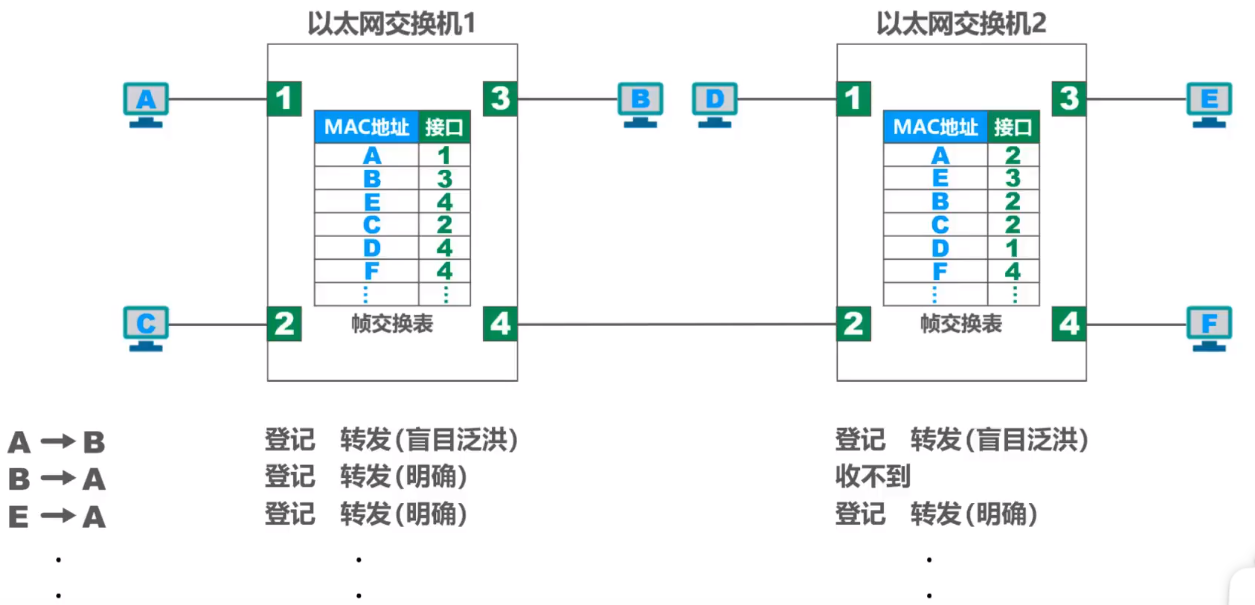 以太网交换机1 以太网交换机2
A 1 3 B D 1 3 E
MAC地址 接口 MAC地址 接口
A 1 A 2
B 3 E 3
E 4 B 2
C 2 C 2
D 4 D 1
F 4 F 4
⋮ ⋮ ⋮ ⋮
C 2 帧交换表 4 2 帧交换表 4 F
A → B 登记 转发(盲目泛洪) 登记 转发(盲目泛洪)
B → A 登记 转发(明确) 收不到
E → A 登记 转发(明确) 登记 转发(明确)
· · ·
· · ·